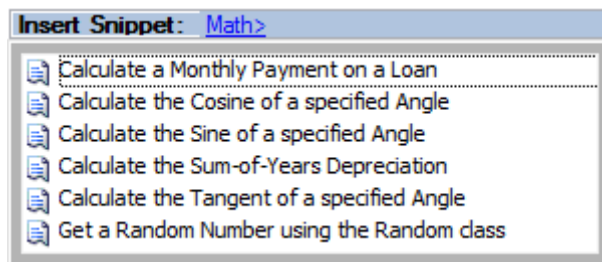 Insert Snippet: Math>
Calculate a Monthly Payment on a Loan
Calculate the Cosine of a specified Angle
Calculate the Sine of a specified Angle
Calculate the Sum-of-Years Depreciation
Calculate the Tangent of a specified Angle
Get a Random Number using the Random class